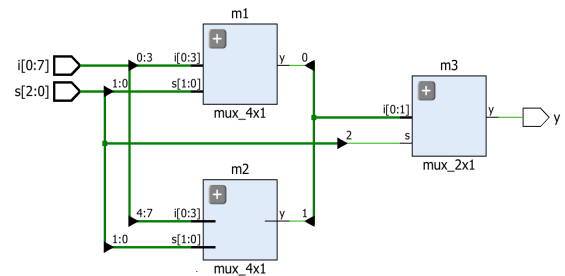 m1
i[0:7]
0:3
i[0:3]
y
0
s[2:0]
1:0
s[1:0]
mux_4x1
m3
i[0:1]
y
y
2
s
mux_2x1
m2
4:7
i[0:3]
y
1
1:0
s[1:0]
mux_4x1